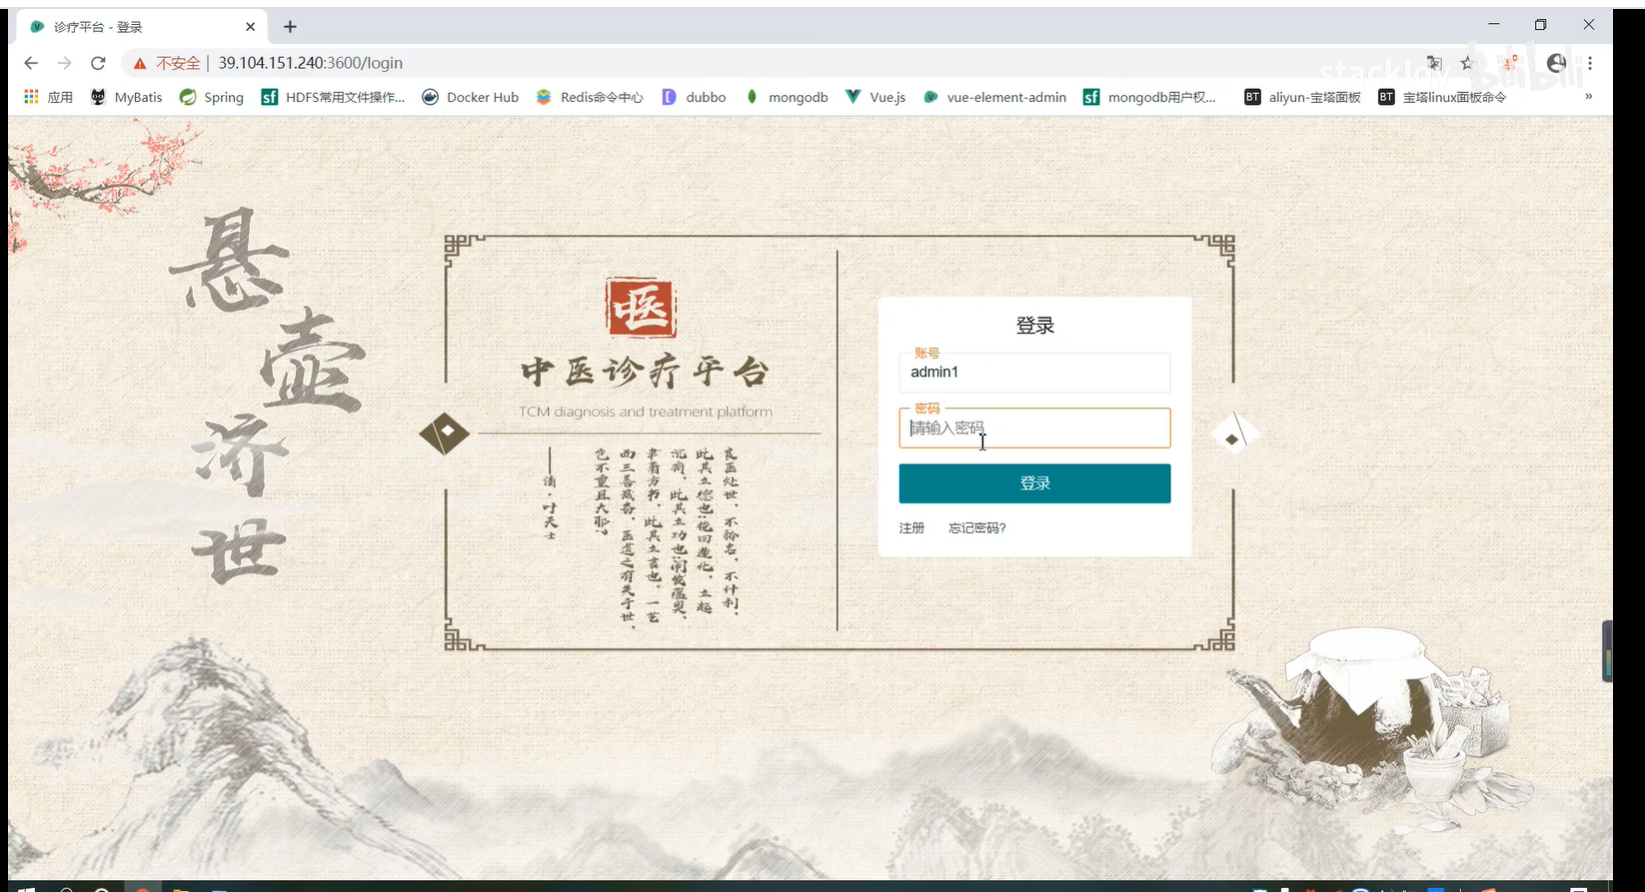 诊疗平台 - 登录
不安全 | 39.104.151.240:3600/login
stackldy bilibili
应用 MyBatis Spring HDFS常用文件操作... Docker Hub Redis命令中心 dubbo mongodb Vue.js vue-element-admin mongodb用户权... aliyun-宝塔面板 宝塔linux面板命令 »
悬壶济世
医
中医诊疗平台
TCM diagnosis and treatment platform
良医处世,不矜名,不计利,
此其立德也;挽回造化,立起
沉疴,此其立功也;阐发蕴奥,
聿著方书,此其立言也。一艺
而三善咸备,医道之有关于世,
岂不重且大耶?
——清·叶天士
登录
账号
admin1
密码
请输入密码
登录
注册 忘记密码?